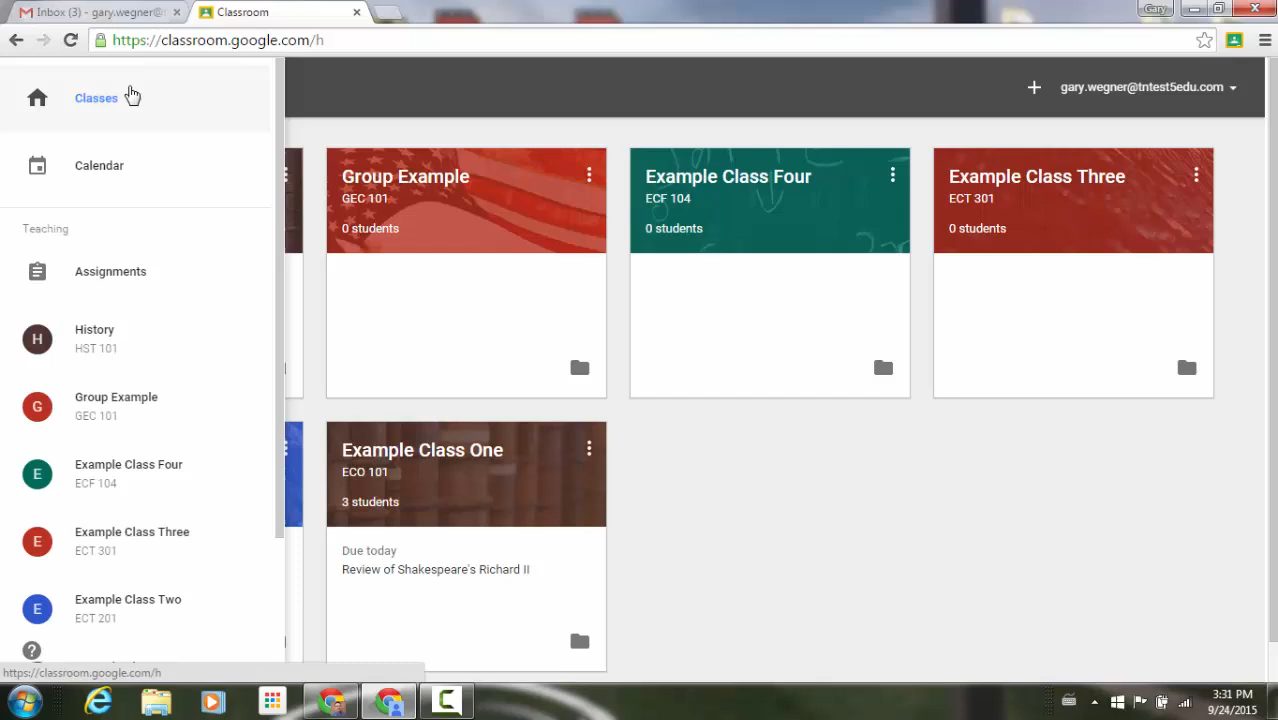 Inbox (3) - gary.wegner@t
Classroom
Gary
https://classroom.google.com/h
Classes
Calendar
Teaching
Assignments
H
History
HST 101
G
Group Example
GEC 101
E
Example Class Four
ECF 104
E
Example Class Three
ECT 301
E
Example Class Two
ECT 201
?
https://classroom.google.com/h
+
gary.wegner@tntest5edu.com
Group Example
GEC 101
0 students
Example Class Four
ECF 104
0 students
Example Class Three
ECT 301
0 students
Example Class One
ECO 101
3 students
Due today
Review of Shakespeare's Richard II
3:31 PM
9/24/2015